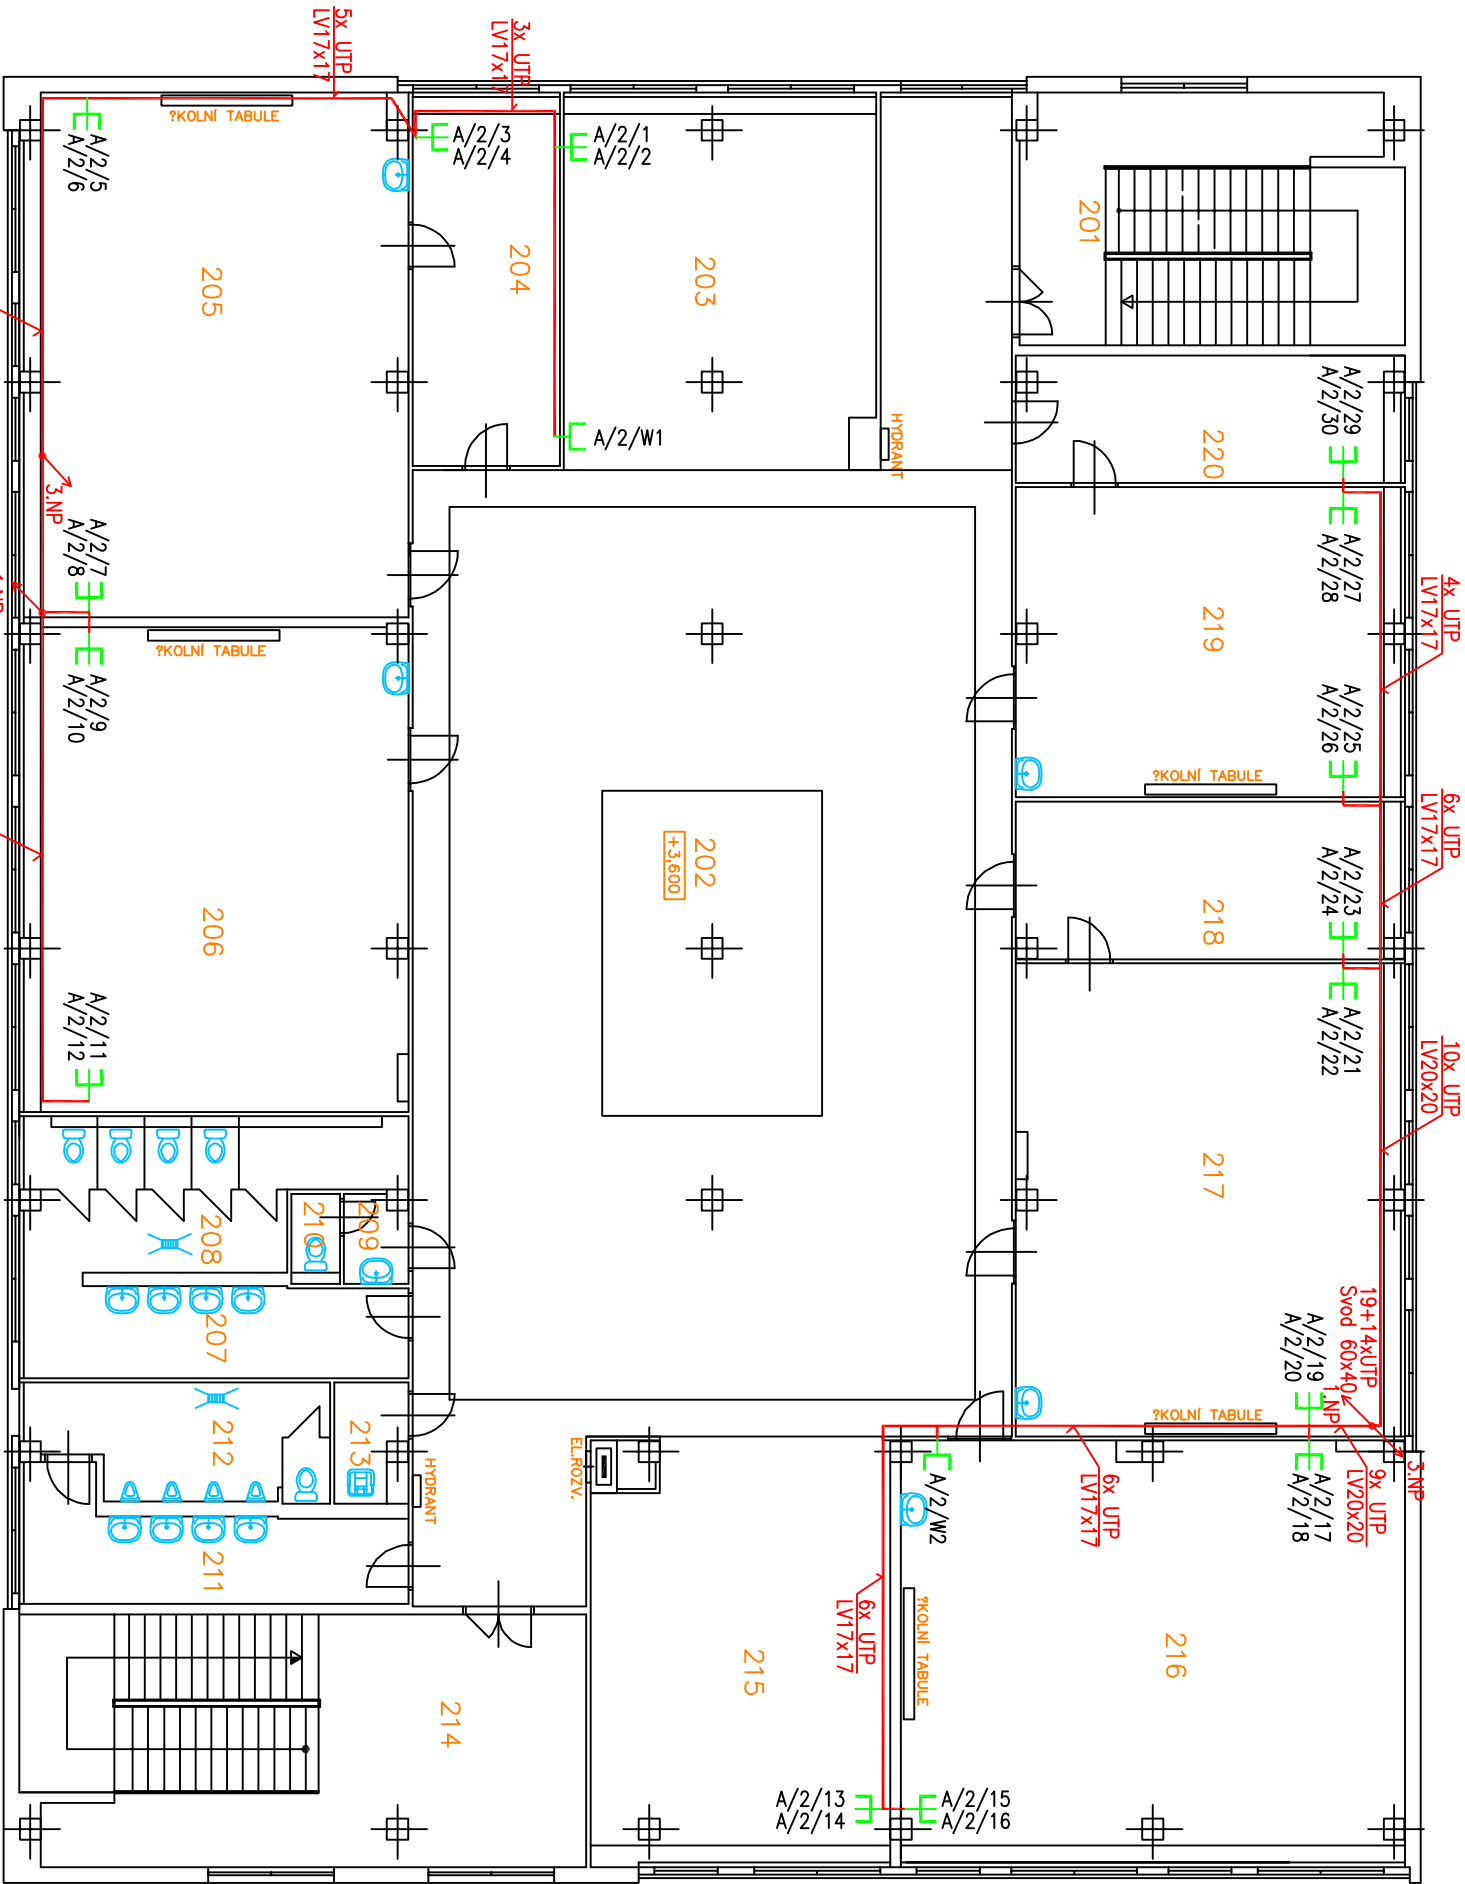 5x UTP
LV17x17
3x UTP
LV17x17
?KOLNÍ TABULE
A/2/5
A/2/6
A/2/3
A/2/4
A/2/1
A/2/2
201
205
204
203
A/2/W1
HYDRANT
A/2/29
A/2/30
220
3.NP
A/2/7
A/2/8
A/2/27
A/2/28
4x UTP
LV17x17
219
?KOLNÍ TABULE
A/2/9
A/2/10
A/2/25
A/2/26
?KOLNÍ TABULE
6x UTP
LV17x17
202
+3,600
206
218
A/2/23
A/2/24
A/2/11
A/2/12
A/2/21
A/2/22
10x UTP
LV20x20
217
208
210
209
207
19+14xUTP
Svod 60x40
1.NP
A/2/19
A/2/20
?KOLNÍ TABULE
212
213
HYDRANT
EL.ROZV.
A/2/W2
6x UTP
LV17x17
A/2/17
A/2/18
9x UTP
LV20x20
3.NP
211
6x UTP
LV17x17
?KOLNÍ TABULE
214
215
216
A/2/13
A/2/14
A/2/15
A/2/16